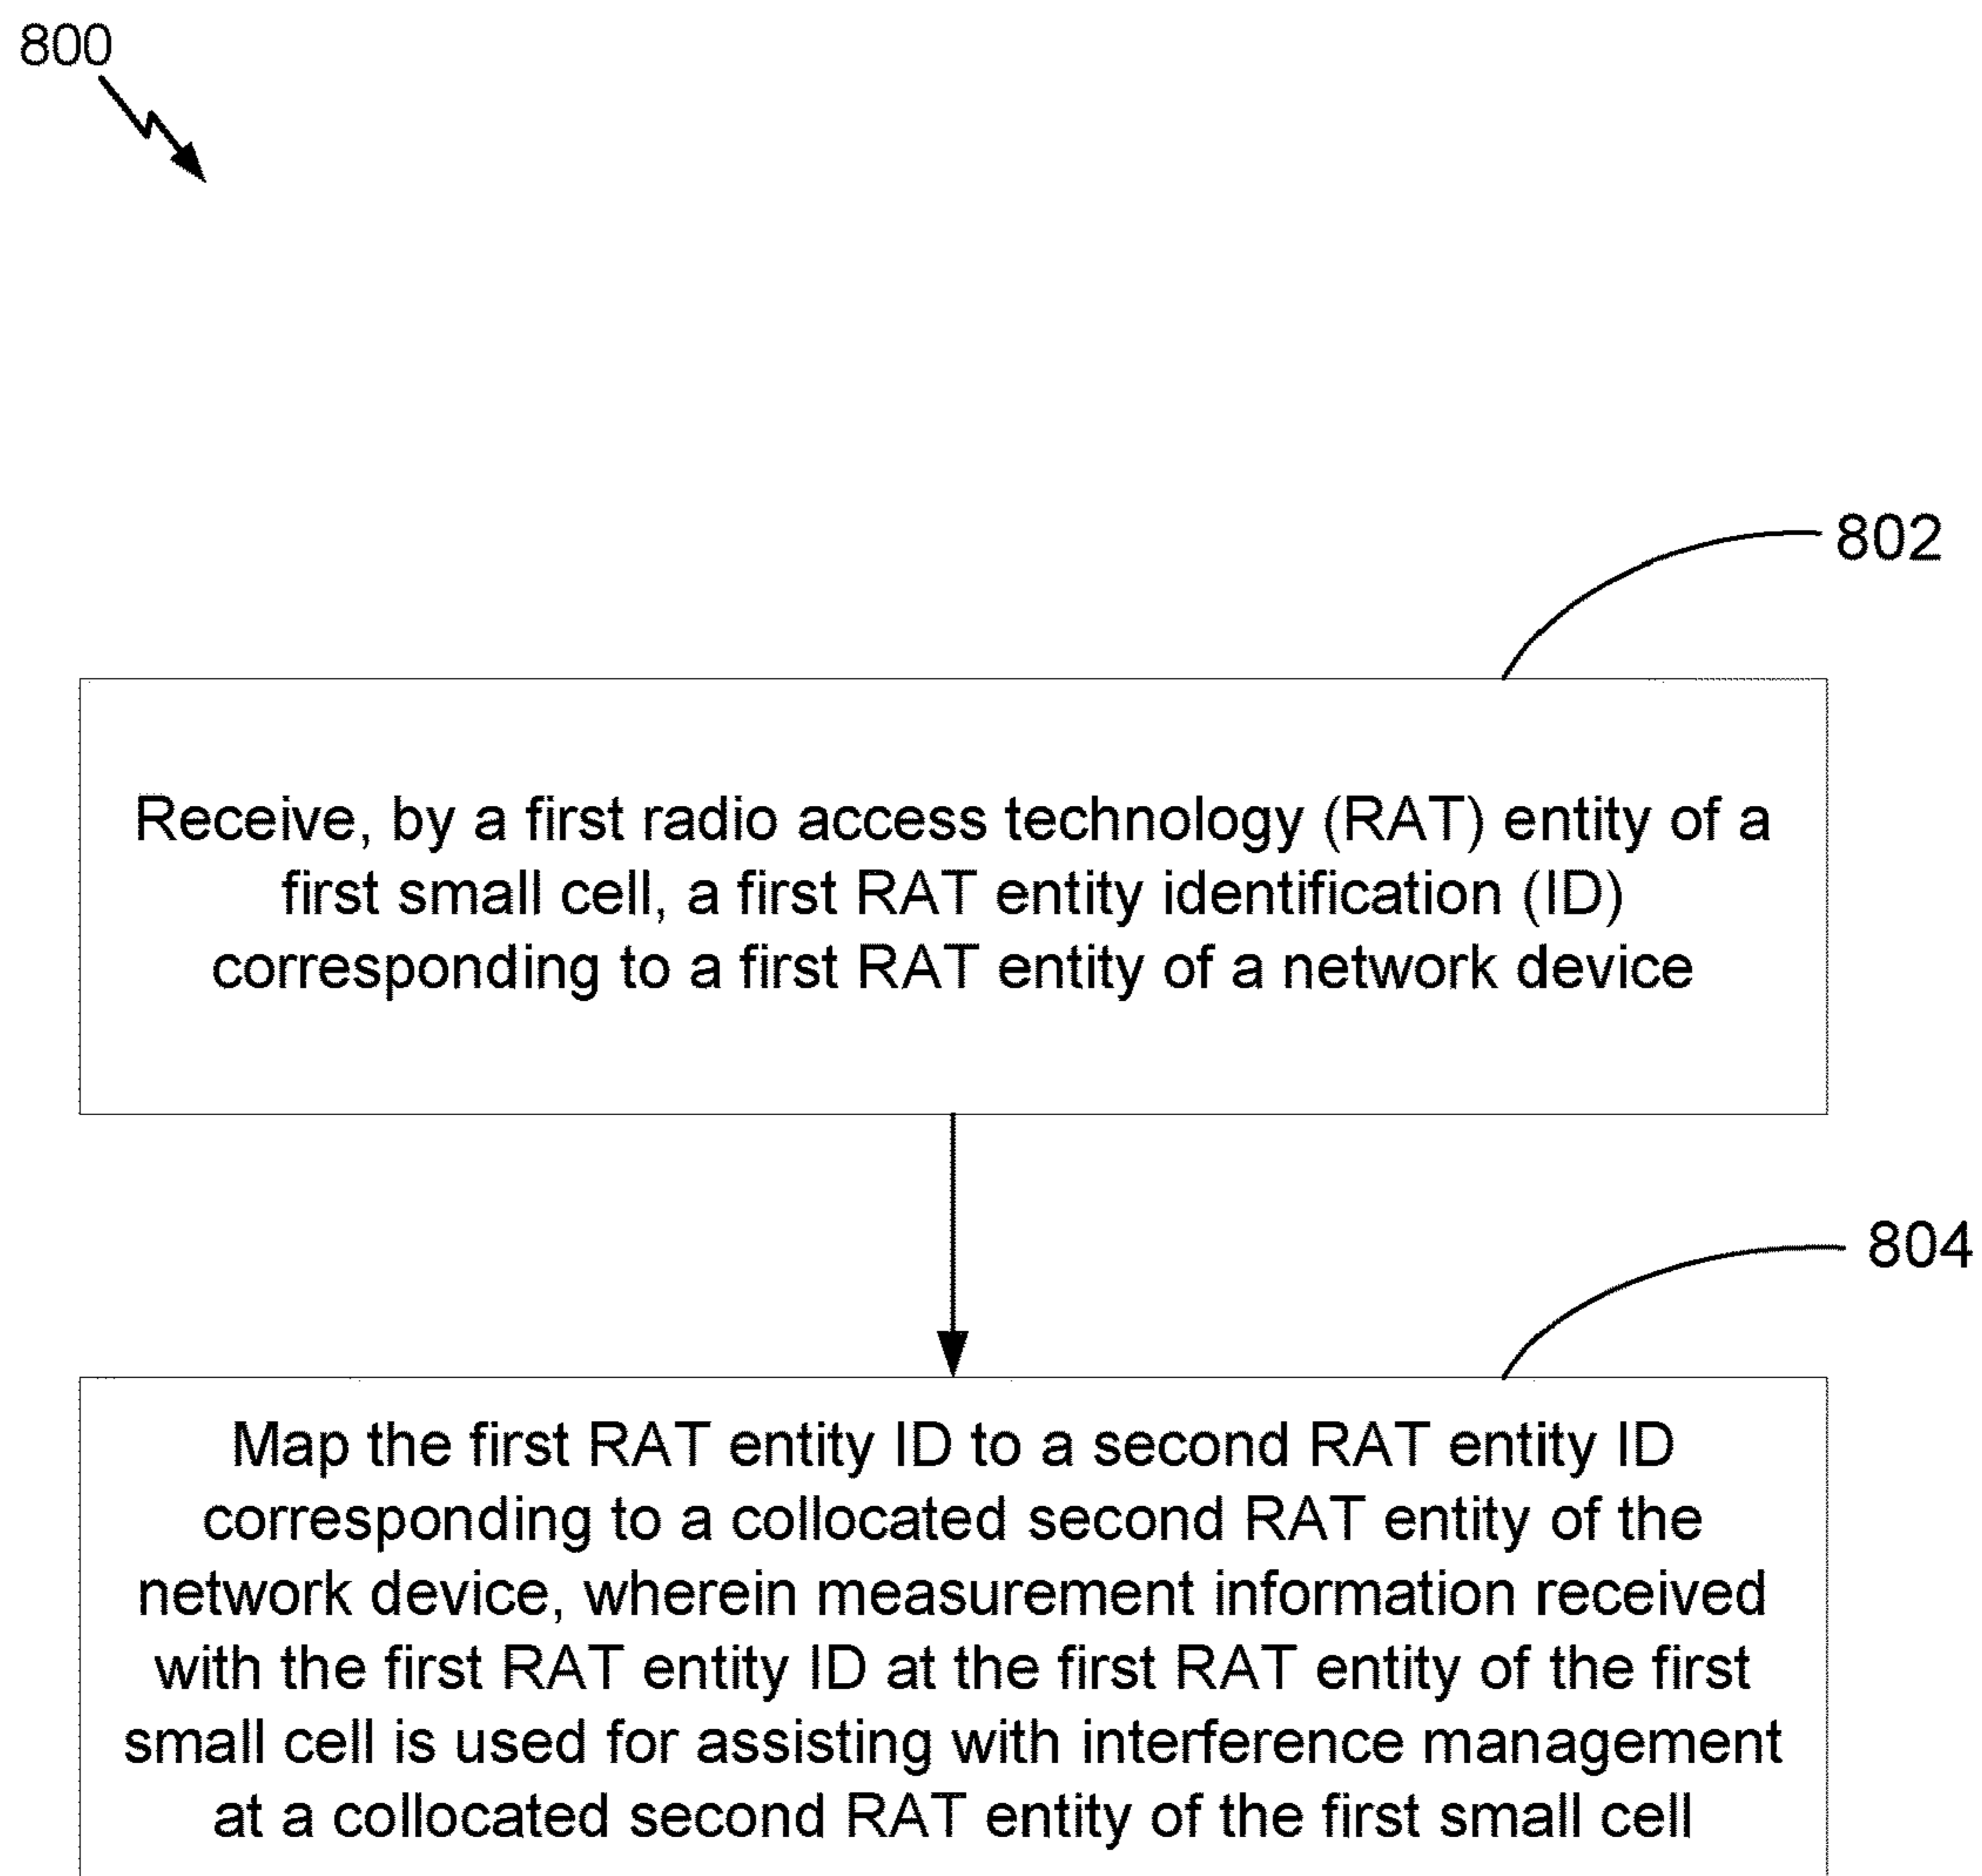 800
802
Receive, by a first radio access technology (RAT) entity of a
first small cell, a first RAT entity identification (ID)
corresponding to a first RAT entity of a network device
804
Map the first RAT entity ID to a second RAT entity ID
corresponding to a collocated second RAT entity of the
network device, wherein measurement information received
with the first RAT entity ID at the first RAT entity of the first
small cell is used for assisting with interference management
at a collocated second RAT entity of the first small cell